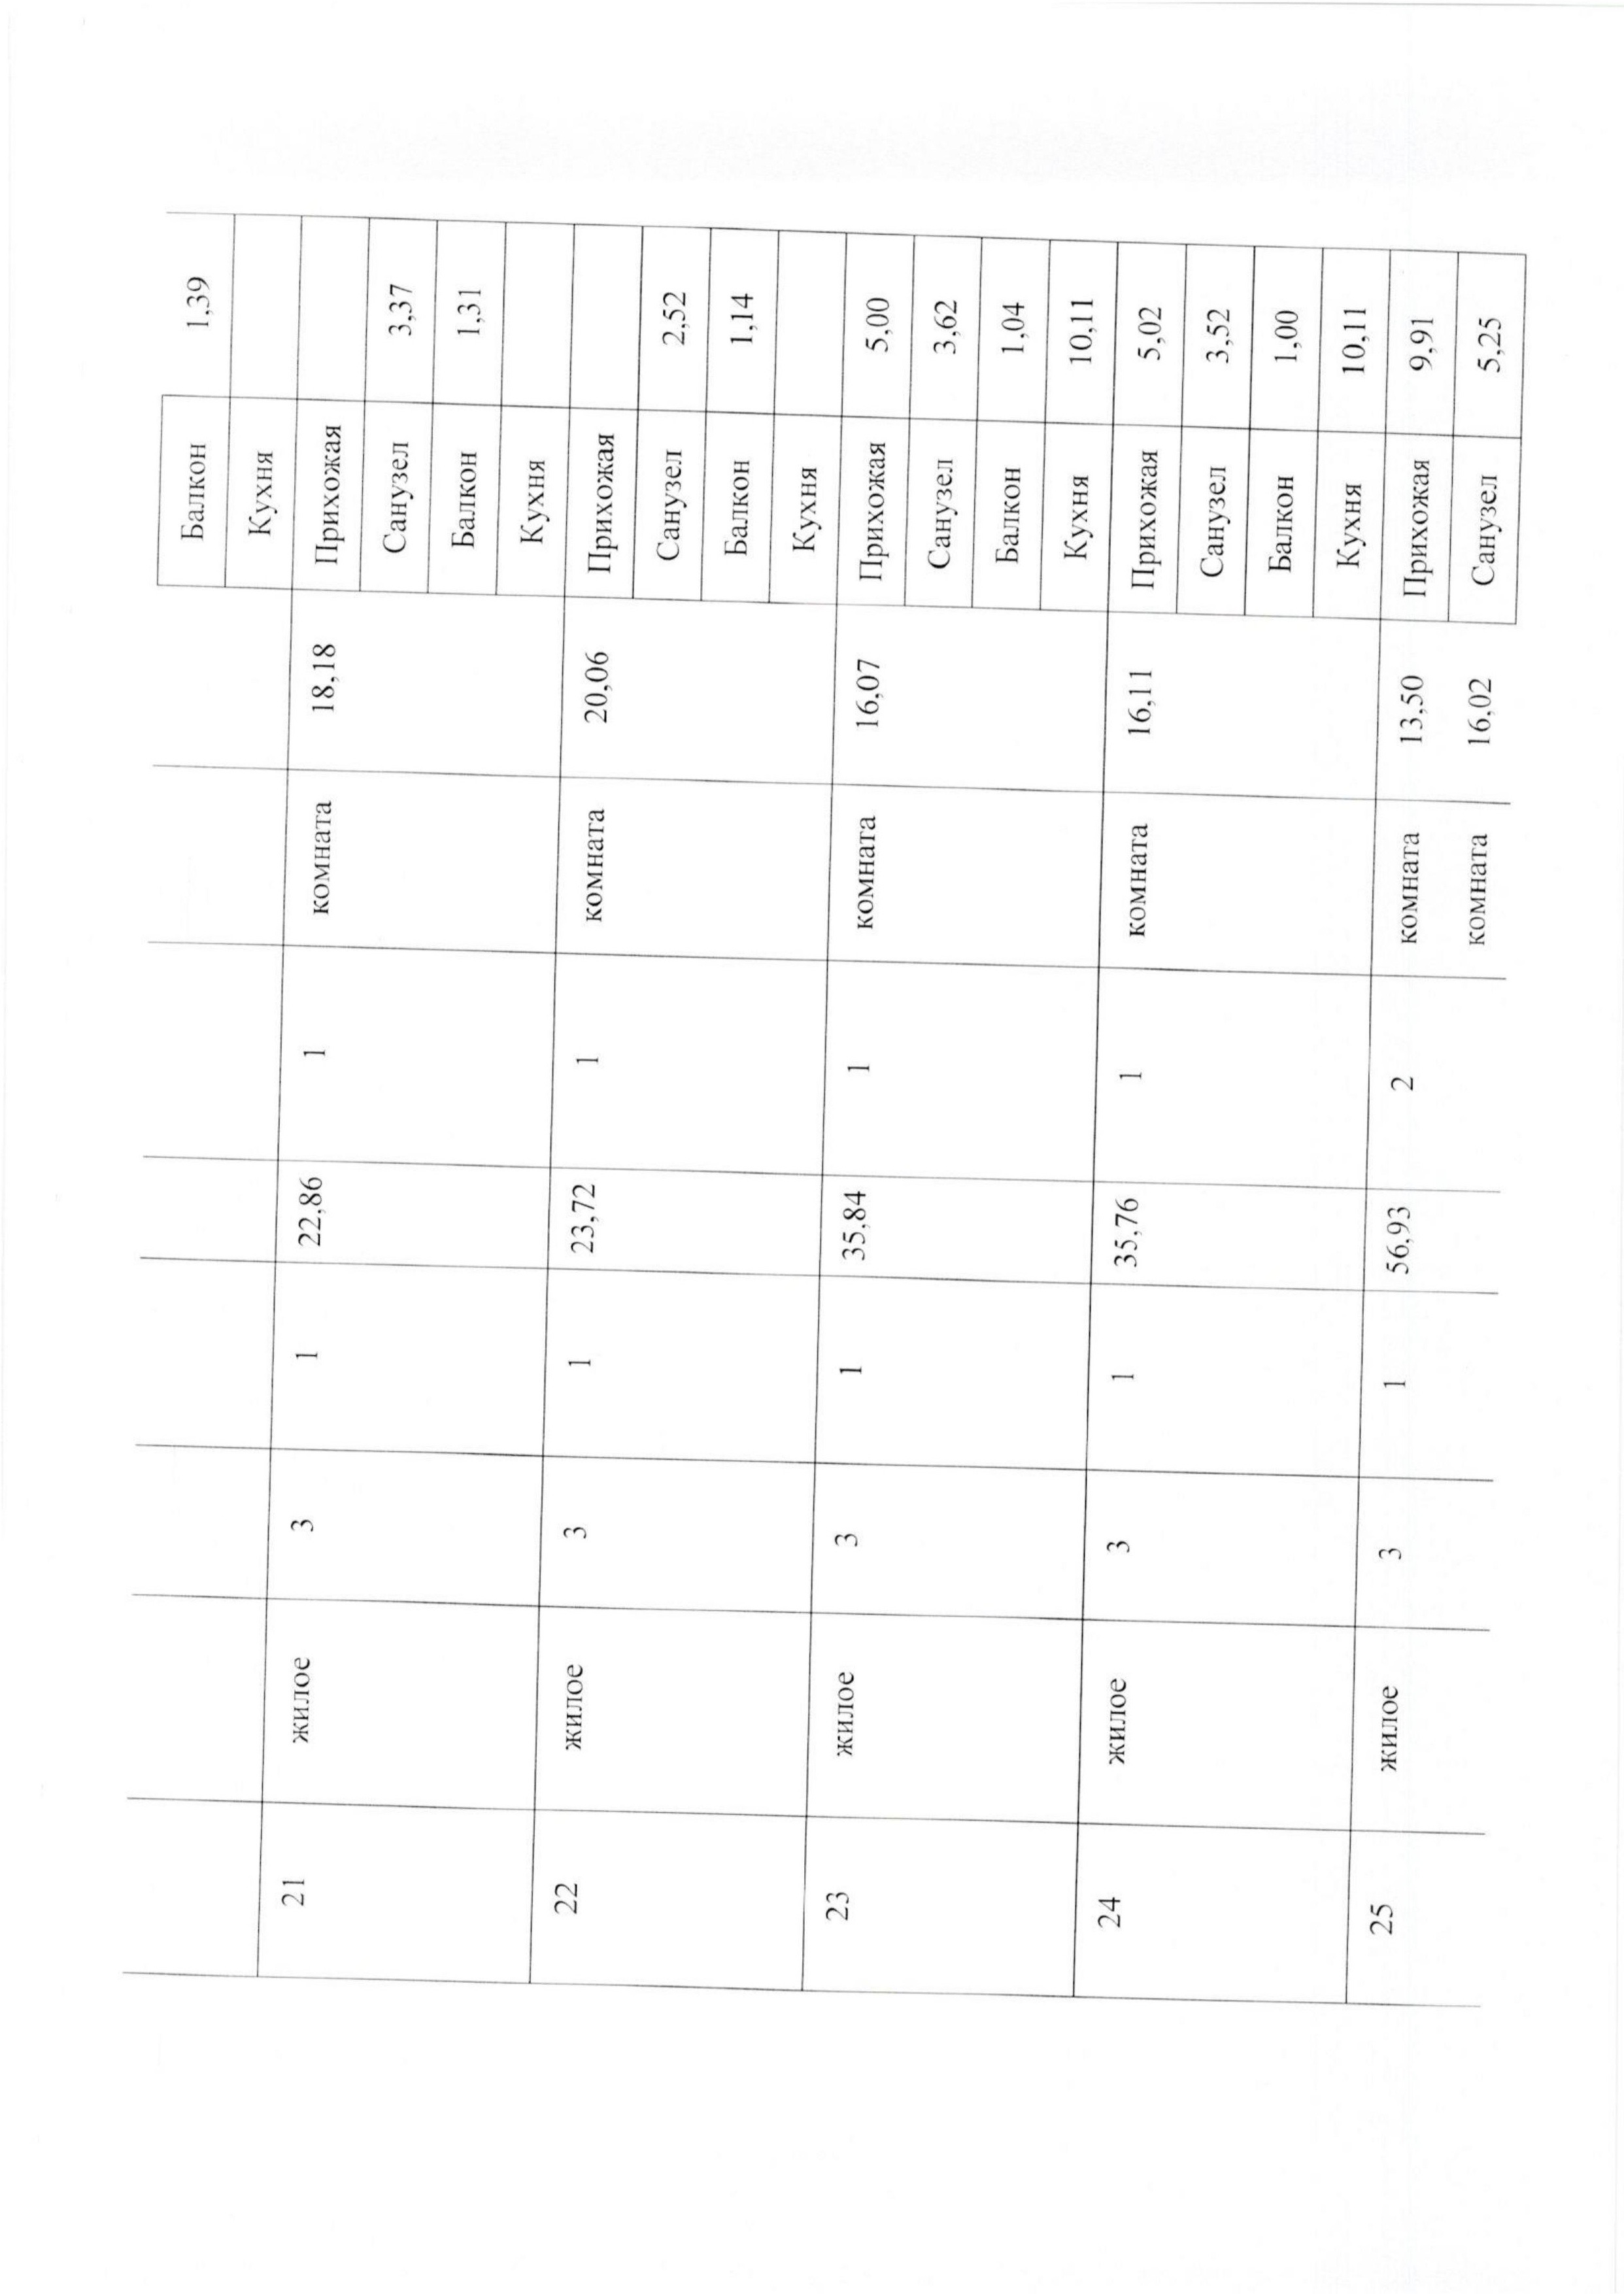 Балкон 1,39
Кухня
21 жилое 3 1 22,86 1 комната 18,18 Прихожая
Санузел 3,37
Балкон 1,31
Кухня
22 жилое 3 1 23,72 1 комната 20,06 Прихожая
Санузел 2,52
Балкон 1,14
Кухня
23 жилое 3 1 35,84 1 комната 16,07 Прихожая 5,00
Санузел 3,62
Балкон 1,04
Кухня 10,11
24 жилое 3 1 35,76 1 комната 16,11 Прихожая 5,02
Санузел 3,52
Балкон 1,00
Кухня 10,11
25 жилое 3 1 56,93 2 комната 13,50 Прихожая 9,91
комната 16,02 Санузел 5,25